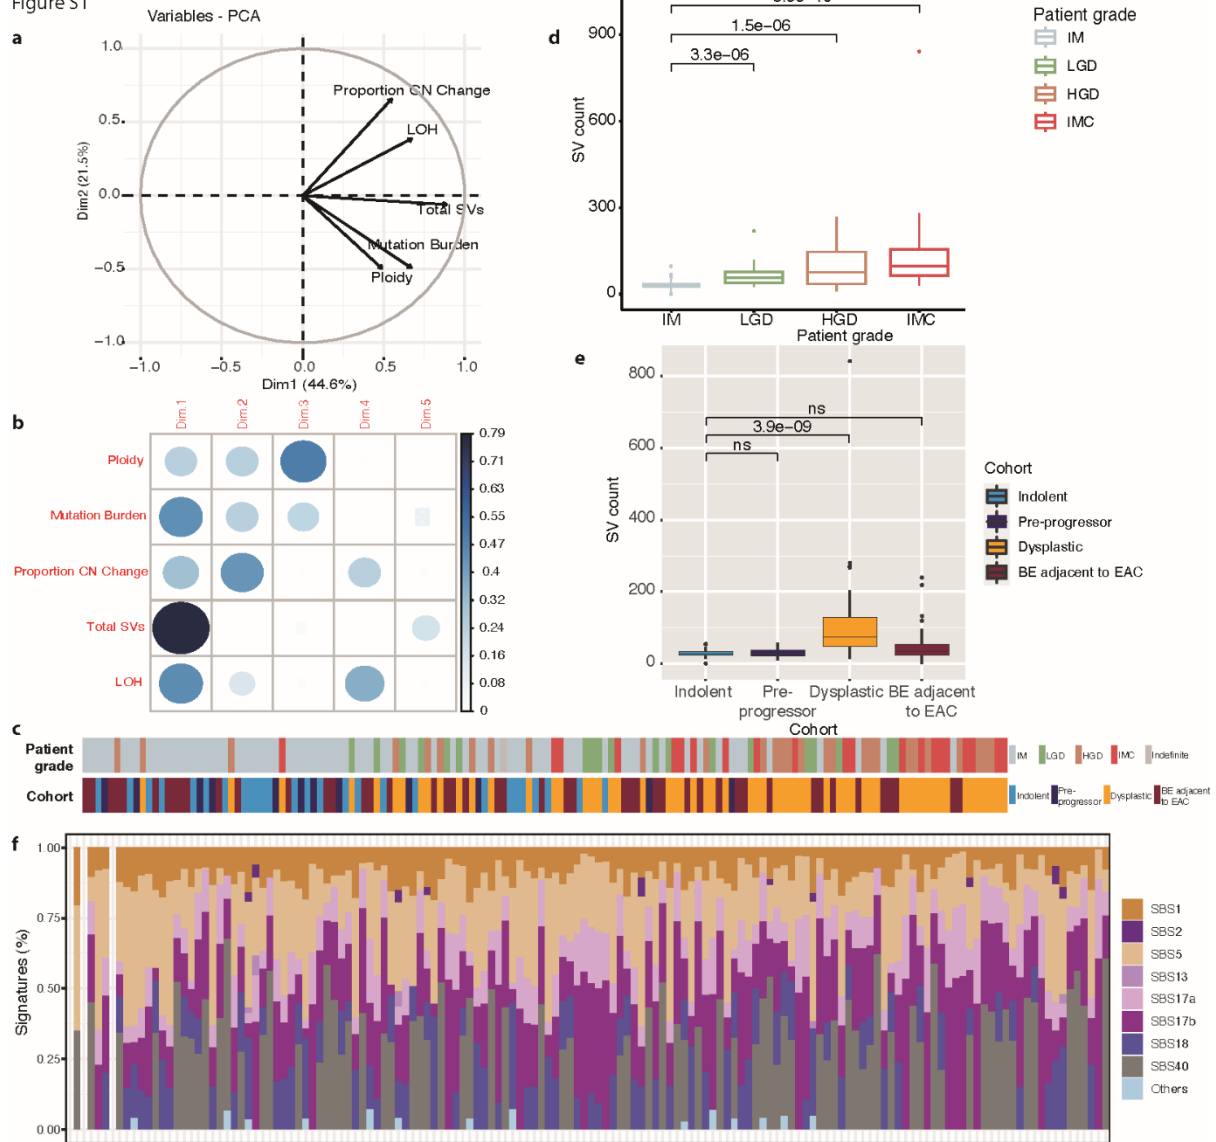 Figure S1
Variables - PCA
a
1.0
0.5
0.0
−0.5
−1.0
Dim2 (21.5%)
Proportion CN Change
LOH
Total SVs
Mutation Burden
Ploidy
−1.0 −0.5 0.0 0.5 1.0
Dim1 (44.6%)
b
Dim.1 Dim.2 Dim.3 Dim.4 Dim.5
Ploidy
Mutation Burden
Proportion CN Change
Total SVs
LOH
0.79
0.71
0.63
0.55
0.47
0.4
0.32
0.24
0.16
0.08
0
d
1.5e−06
3.3e−06
900
600
300
0
SV count
IM LGD HGD IMC
Patient grade
Patient grade
IM
LGD
HGD
IMC
e
800
600
400
200
0
SV count
ns
3.9e−09
ns
Indolent Pre- Dysplastic BE adjacent
progressor to EAC
Cohort
Cohort
Indolent
Pre-progressor
Dysplastic
BE adjacent to EAC
c
Patient
grade
IM LGD HGD IMC Indefinite
Cohort
Indolent Pre- Dysplastic BE adjacent
progressor to EAC
f
1.00
0.75
0.50
0.25
0.00
Signatures (%)
SBS1
SBS2
SBS5
SBS13
SBS17a
SBS17b
SBS18
SBS40
Others